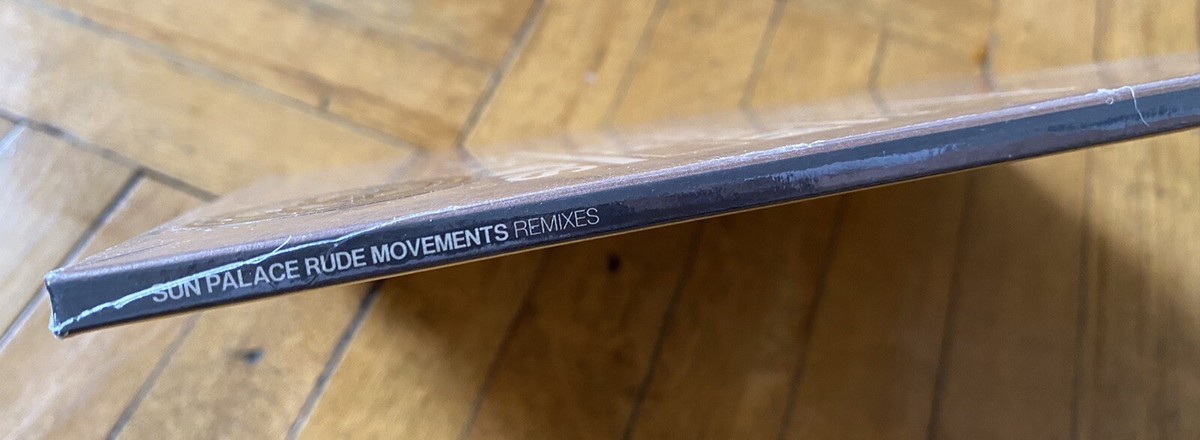 SUN PALACE RUDE MOVEMENTS REMIXES